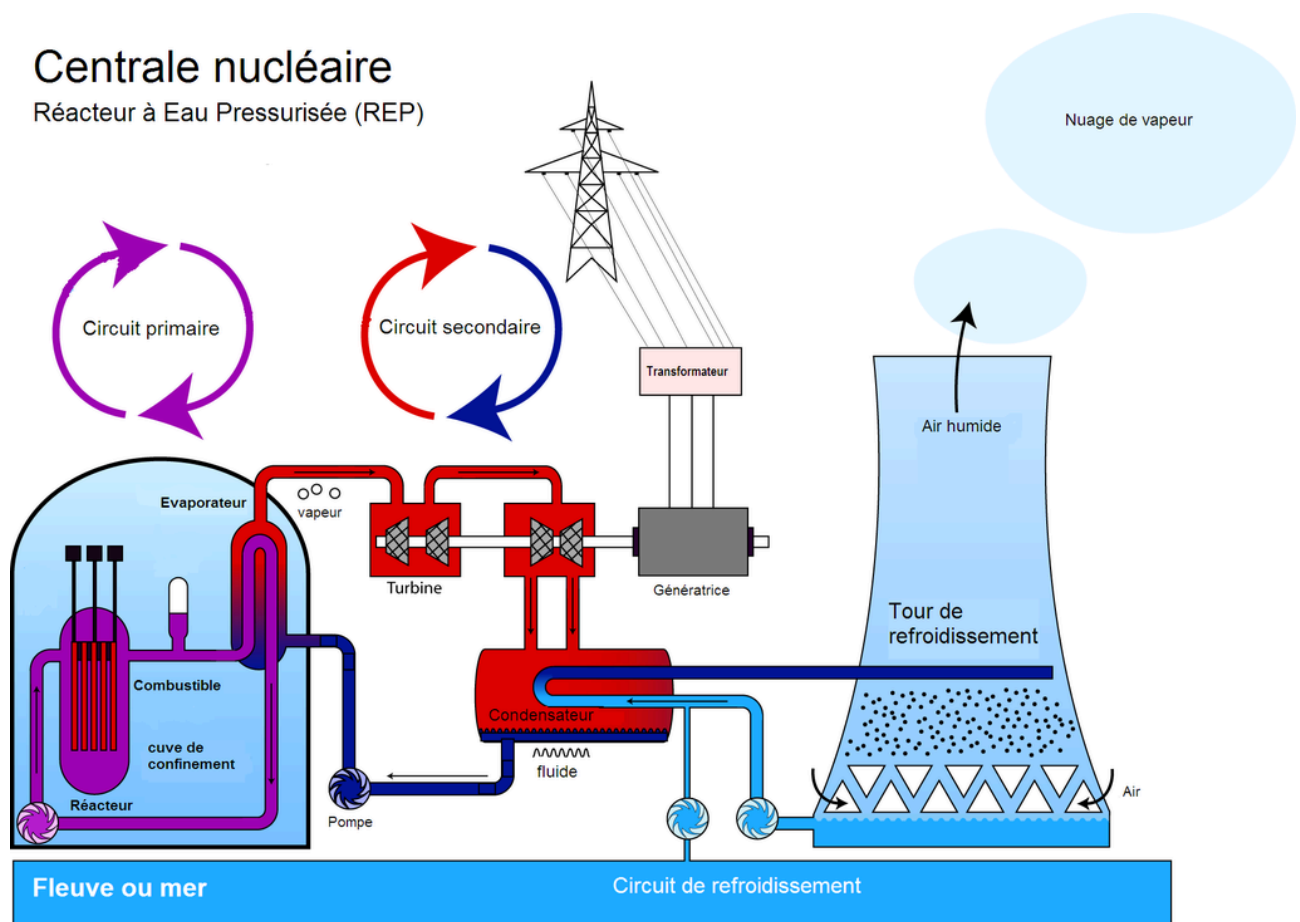 Centrale nucléaire
Réacteur à Eau Pressurisée (REP)
Nuage de vapeur
Circuit primaire
Circuit secondaire
Transformateur
Air humide
Evaporateur
vapeur
Turbine
Génératrice
Tour de
refroidissement
Combustible
Condensateur
cuve de
confinement
fluide
Réacteur
Pompe
Air
Fleuve ou mer
Circuit de refroidissement